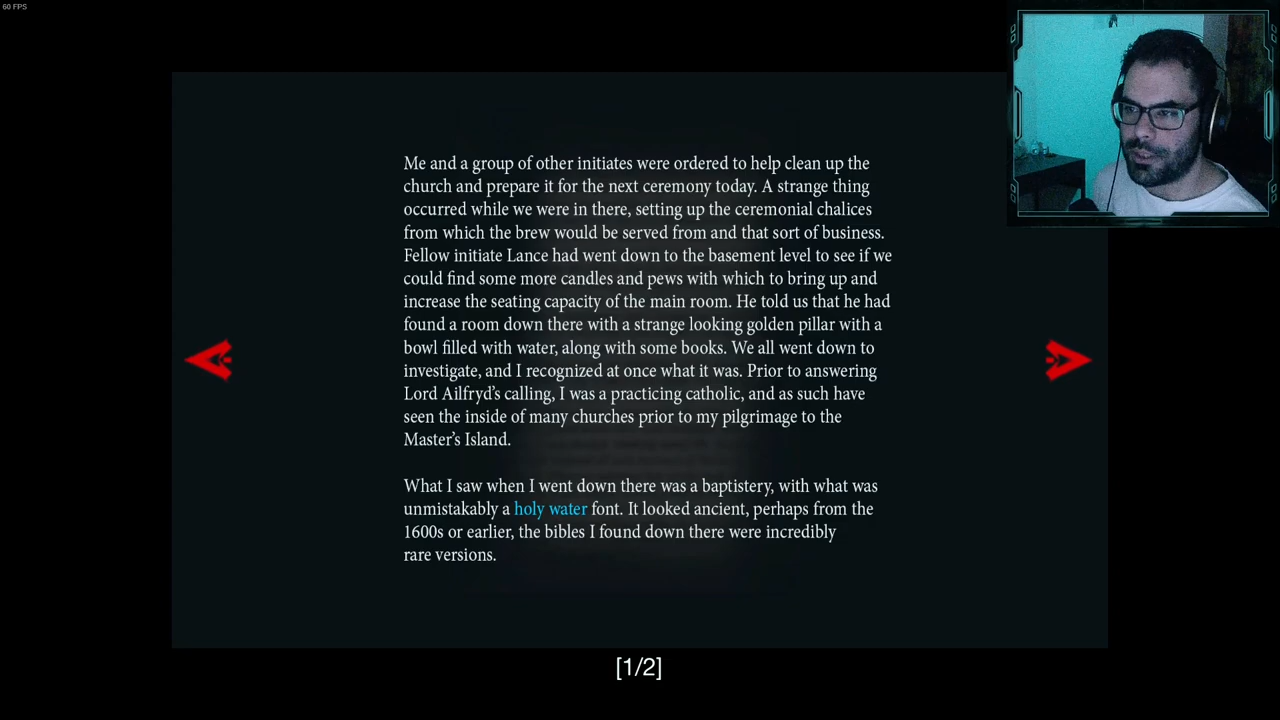 60 FPS
Me and a group of other initiates were ordered to help clean up the
church and prepare it for the next ceremony today. A strange thing
occurred while we were in there, setting up the ceremonial chalices
from which the brew would be served from and that sort of business.
Fellow initiate Lance had went down to the basement level to see if we
could find some more candles and pews with which to bring up and
increase the seating capacity of the main room. He told us that he had
found a room down there with a strange looking golden pillar with a
bowl filled with water, along with some books. We all went down to
investigate, and I recognized at once what it was. Prior to answering
Lord Ailfryd's calling, I was a practicing catholic, and as such have
seen the inside of many churches prior to my pilgrimage to the
Master's Island.
What I saw when I went down there was a baptistery, with what was
unmistakably a holy water font. It looked ancient, perhaps from the
1600s or earlier, the bibles I found down there were incredibly
rare versions.
[1/2]